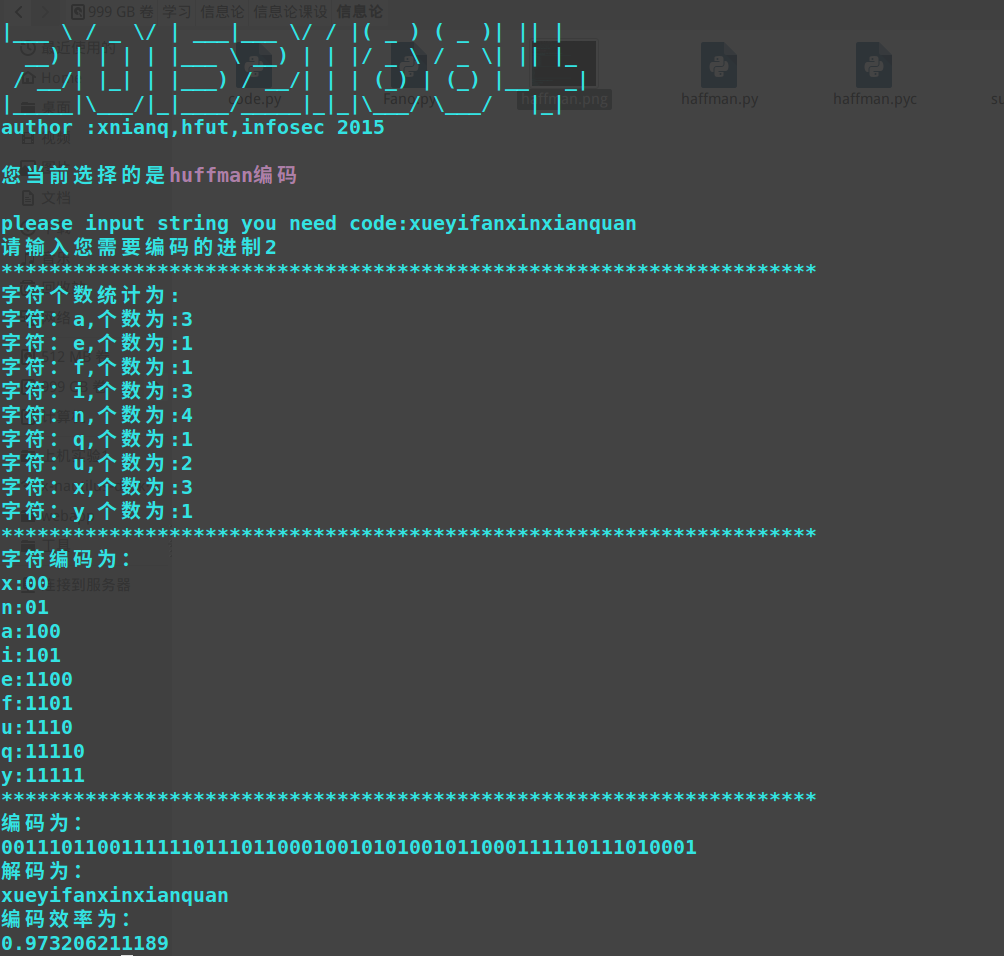 999 GB 卷 学习 信息论 信息论课设 信息论
code.py haffman.png haffman.py haffman.pyc
author :xnianq,hfut,infosec 2015
您当前选择的是huffman编码
please input string you need code:xueyifanxinxianquan
请输入您需要编码的进制2
********************************************************************
字符个数统计为:
字符: a,个数为:3
字符: e,个数为:1
字符: f,个数为:1
字符: i,个数为:3
字符: n,个数为:4
字符: q,个数为:1
字符: u,个数为:2
字符: x,个数为:3
字符: y,个数为:1
********************************************************************
字符编码为:
x:00
n:01
a:100
i:101
e:1100
f:1101
u:1110
q:11110
y:11111
********************************************************************
编码为:
0011101100111111011101100010010101001011000111110111010001
解码为:
xueyifanxinxianquan
编码效率为:
0.973206211189